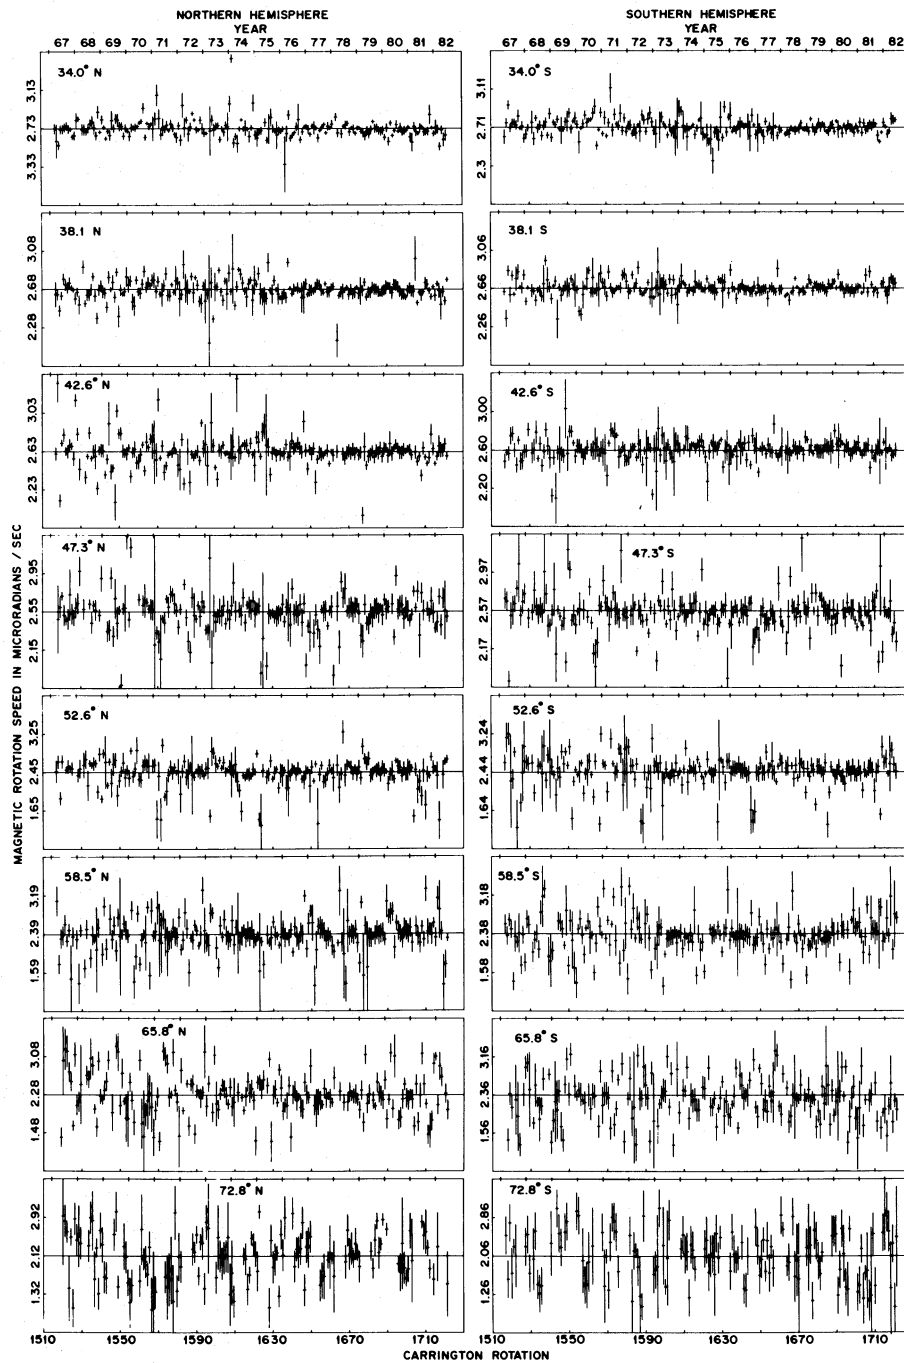 NORTHERN HEMISPHERE
YEAR
67 68 69 70 71 73 74 75 76 77 78 79 80 81 82
SOUTHERN HEMISPHERE
YEAR
67 68 69 70 71 73 74 75 76 77 78 79 80 81 82
MAGNETIC ROTATION SPEED IN MICRORADIANS / SEC
34.0° N
3.13
2.73
3.33
34.0° S
3.11
2.71
2.3
38.1 N
3.08
2.68
2.28
38.1 S
3.06
2.66
2.26
42.6° N
3.03
2.63
2.23
42.6° S
3.00
2.60
2.20
47.3° N
2.95
2.55
2.15
47.3° S
2.97
2.57
2.17
52.6° N
3.25
2.45
1.65
52.6° S
3.24
2.44
1.64
58.5° N
3.19
2.39
1.59
58.5° S
3.18
2.38
1.58
65.8° N
3.08
2.28
1.48
65.8° S
3.16
2.36
1.56
72.8° N
2.92
2.12
1.32
72.8° S
2.86
2.06
1.26
1510 1550 1590 1630 1670 1710
1510 1550 1590 1630 1670 1710
CARRINGTON ROTATION